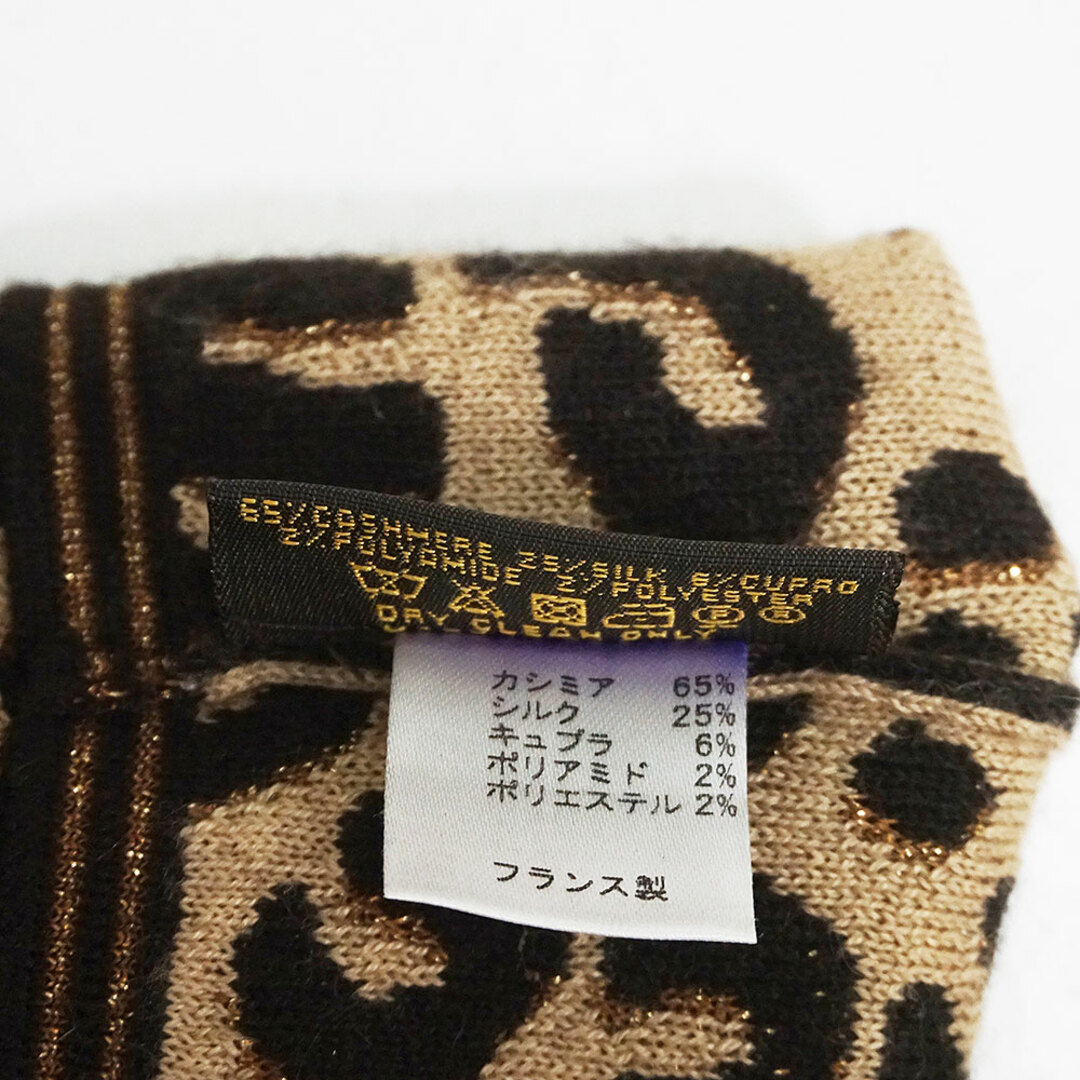 65%CASHMERE 25%SILK 6%CUPRO
2%POLYAMIDE 2%POLYESTER
DRY CLEAN ONLY
カシミア 65%
シルク 25%
キュプラ 6%
ポリアミド 2%
ポリエステル 2%
フランス製